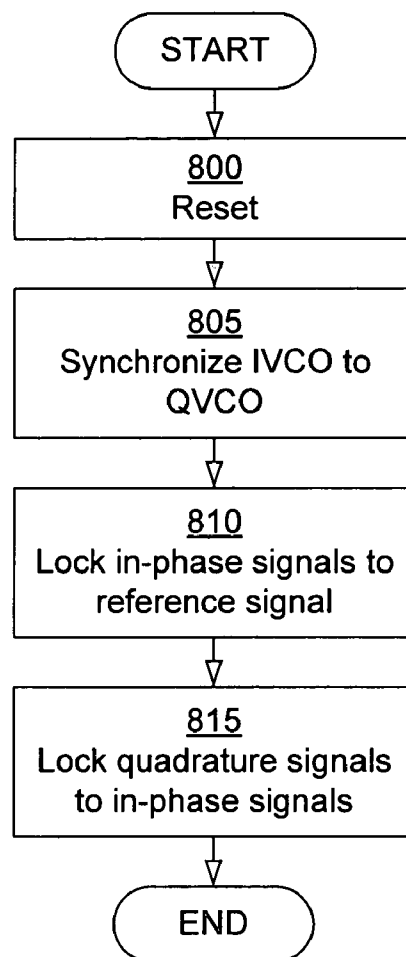 START
800
Reset
805
Synchronize IVCO to
QVCO
810
Lock in-phase signals to
reference signal
815
Lock quadrature signals
to in-phase signals
END